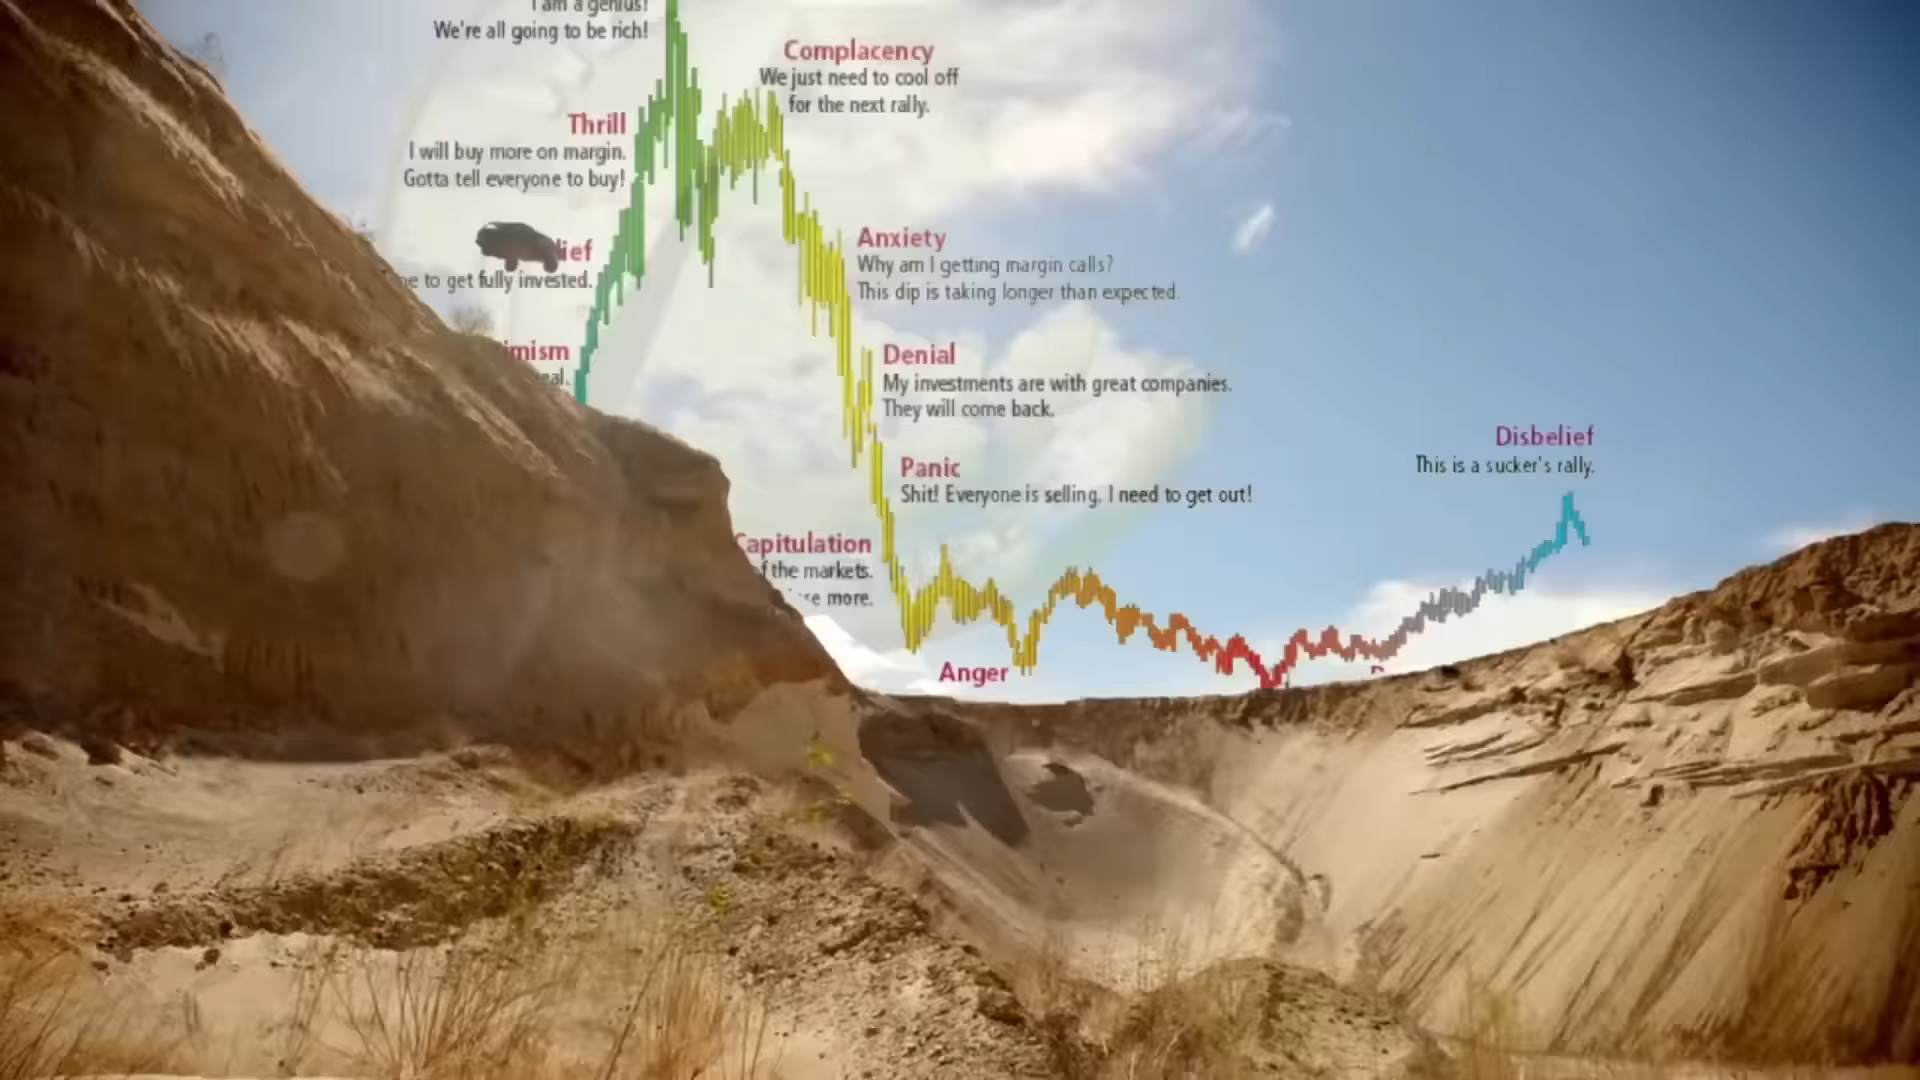 I am a genius!
We're all going to be rich!
Complacency
We just need to cool off
for the next rally.
Thrill
I will buy more on margin.
Gotta tell everyone to buy!
to get fully invested.
Anxiety
Why am I getting margin calls?
This dip is taking longer than expected.
Denial
My investments are with great companies.
They will come back.
Panic
Shit! Everyone is selling. I need to get out!
Capitulation
of the markets.
more.
Anger
Disbelief
This is a sucker's rally.